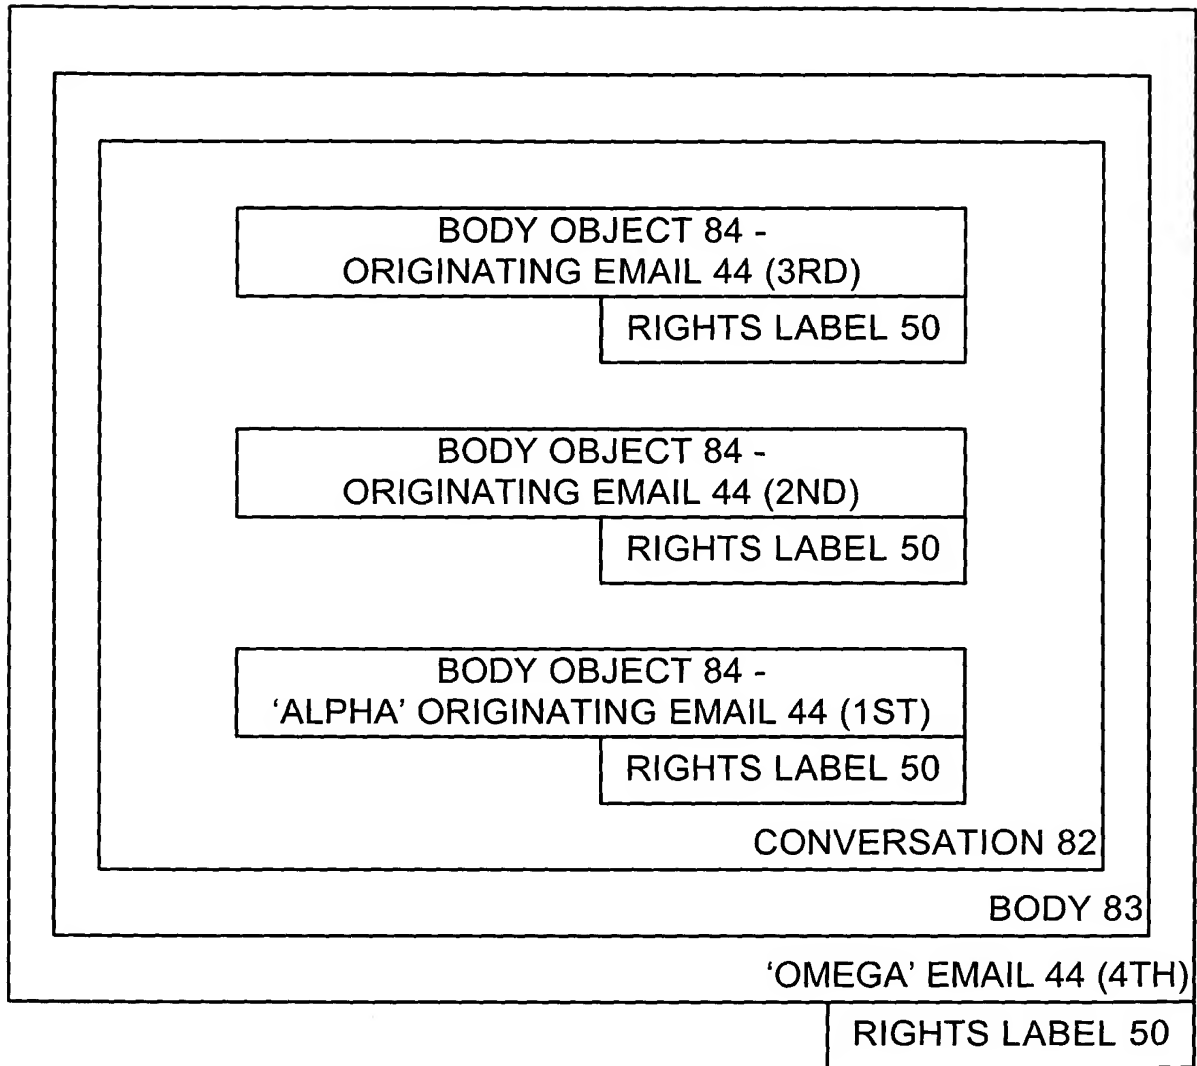 BODY OBJECT 84 -
ORIGINATING EMAIL 44 (3RD)
RIGHTS LABEL 50
BODY OBJECT 84 -
ORIGINATING EMAIL 44 (2ND)
RIGHTS LABEL 50
BODY OBJECT 84 -
‘ALPHA’ ORIGINATING EMAIL 44 (1ST)
RIGHTS LABEL 50
CONVERSATION 82
BODY 83
‘OMEGA’ EMAIL 44 (4TH)
RIGHTS LABEL 50